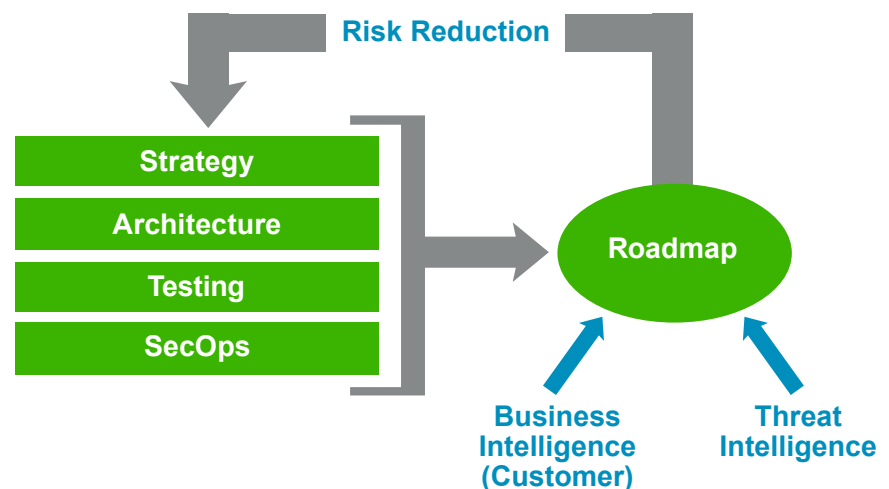 Risk Reduction
Strategy
Architecture
Testing
SecOps
Roadmap
Business
Intelligence
(Customer)
Threat
Intelligence